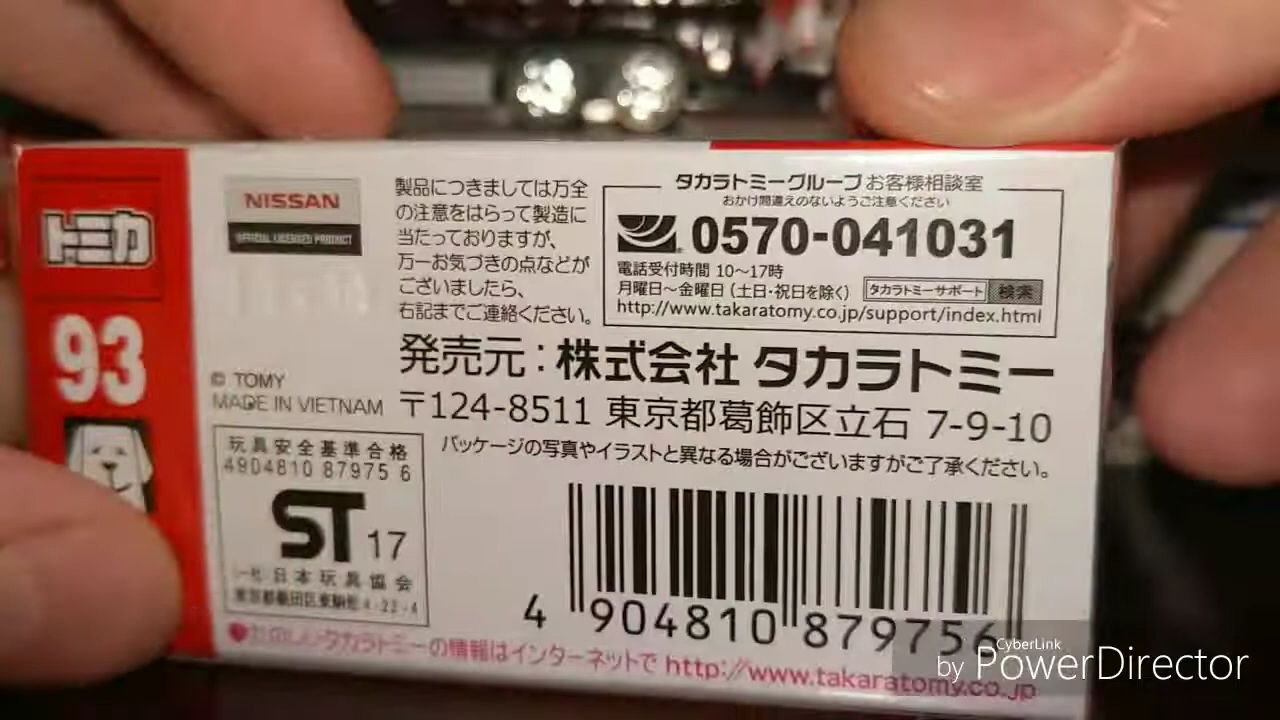 トミカ
93
NISSAN
OFFICIAL LICENSED PRODUCT
© TOMY
MADE IN VIETNAM
玩具安全基準合格
4904810 87975 6
ST 17
一社)日本玩具協会
東京都墨田区東駒形4-22-4
製品につきましては万全
の注意をはらって製造に
当たっておりますが、
万一お気づきの点などが
ございましたら、
右記までご連絡ください。
タカラトミーグループお客様相談室
おかけ間違えのないようご注意ください
0570-041031
電話受付時間 10〜17時
月曜日〜金曜日(土日・祝日を除く) タカラトミーサポート 検索
http://www.takaratomy.co.jp/support/index.html
発売元:株式会社 タカラトミー
〒124-8511 東京都葛飾区立石 7-9-10
パッケージの写真やイラストと異なる場合がございますがご了承ください。
4 904810 879756
●たのしいタカラトミーの情報はインターネットで http://www.takaratomy.co.jp
CyberLink
by PowerDirector